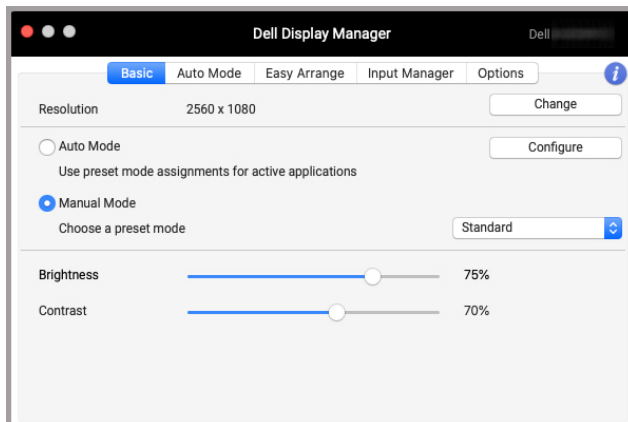 Dell Display Manager Dell
Basic Auto Mode Easy Arrange Input Manager Options i
Resolution 2560 x 1080 Change
Auto Mode Configure
Use preset mode assignments for active applications
Manual Mode
Choose a preset mode Standard
Brightness 75%
Contrast 70%